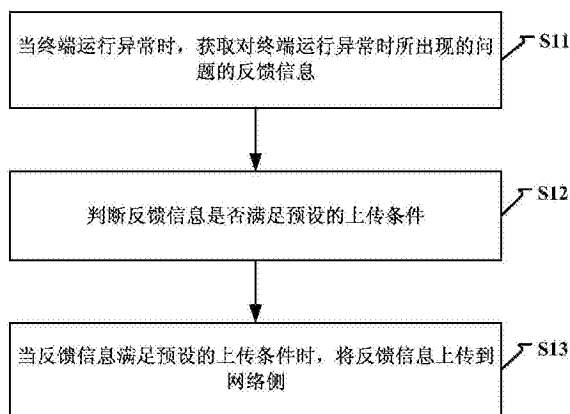 当终端运行异常时，获取对终端运行异常时所出现的问
题的反馈信息
S11
判断反馈信息是否满足预设的上传条件
S12
当反馈信息满足预设的上传条件时，将反馈信息上传到
网络侧
S13